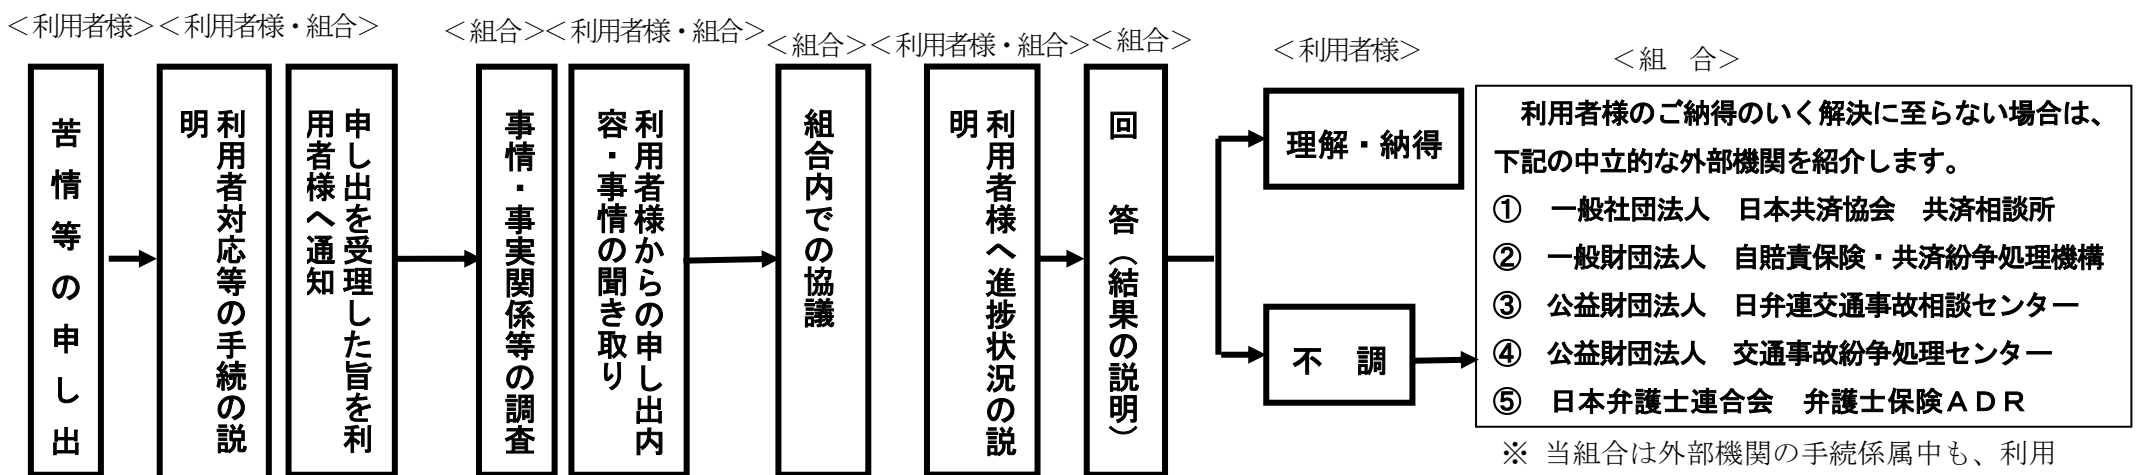 ＜利用者様＞＜利用者様・組合＞
＜組合＞＜利用者様・組合＞
＜組合＞＜利用者様・組合＞
＜組合＞
＜利用者様＞
＜組　合＞
苦情等の申し出
利用者対応等の手続の説
明
申し出を受理した旨を利
用者様へ通知
事情・事実関係等の調査
利用者様からの申し出内
容・事情の聞き取り
組合内での協議
利用者様へ進捗状況の説
明
回　答（結果の説明）
理解・納得
不　調
利用者様のご納得のいく解決に至らない場合は、
下記の中立的な外部機関を紹介します。
①　一般社団法人　日本共済協会　共済相談所
②　一般財団法人　自賠責保険・共済紛争処理機構
③　公益財団法人　日弁連交通事故相談センター
④　公益財団法人　交通事故紛争処理センター
⑤　日本弁護士連合会　弁護士保険ＡＤＲ
※ 当組合は外部機関の手続係属中も、利用